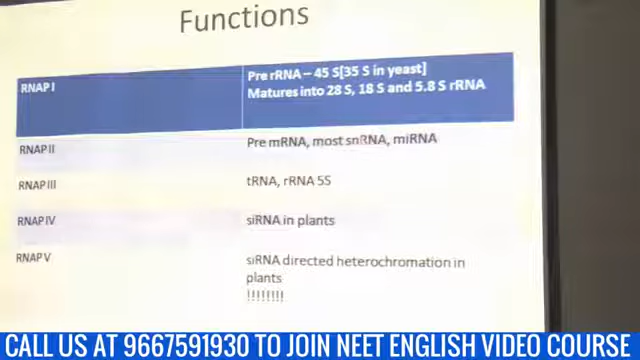 Functions
RNAP I
Pre rRNA – 45 S[35 S in yeast]
Matures into 28 S, 18 S and 5.8 S rRNA
RNAP II
Pre mRNA, most snRNA, miRNA
RNAP III
tRNA, rRNA 5S
RNAP IV
siRNA in plants
RNAP V
siRNA directed heterochromation in
plants
!!!!!!!!
CALL US AT 9667591930 TO JOIN NEET ENGLISH VIDEO COURSE